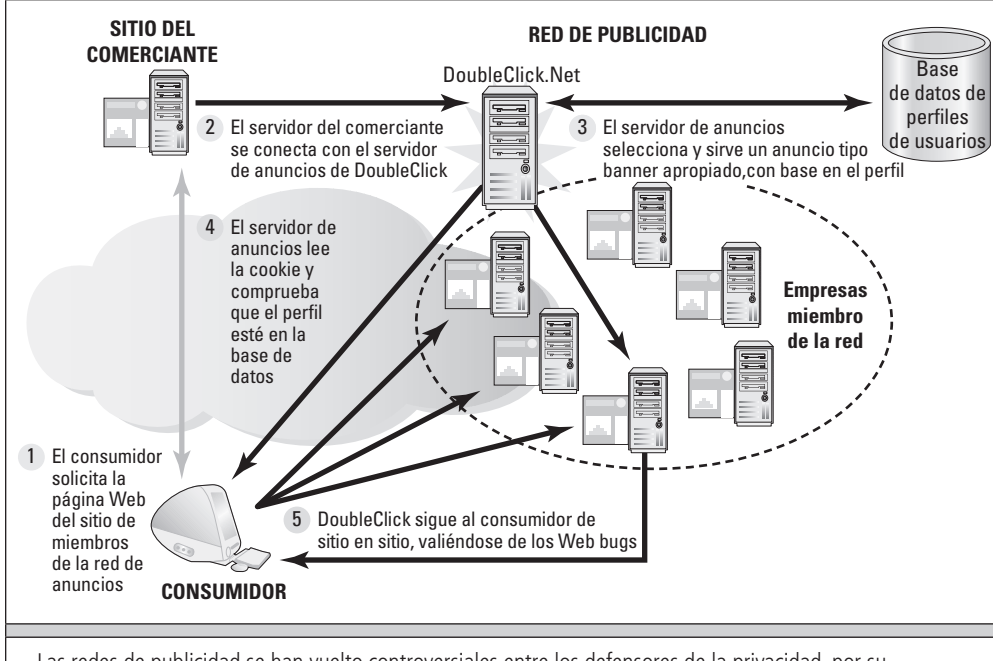 SITIO DEL
COMERCIANTE
RED DE PUBLICIDAD
DoubleClick.Net
Base
de datos de
perfiles
de usuarios
2 El servidor del comerciante
se conecta con el servidor
de anuncios de DoubleClick
3 El servidor de anuncios
selecciona y sirve un anuncio tipo
banner apropiado,con base en el perfil
4 El servidor de
anuncios lee
la cookie y
comprueba
que el perfil
esté en la
base de
datos
Empresas
miembro
de la red
1 El consumidor
solicita la
página Web
del sitio de
miembros
de la red de
anuncios
5 DoubleClick sigue al consumidor de
sitio en sitio, valiéndose de los Web bugs
CONSUMIDOR
Las redes de publicidad se han vuelto controversiales entre los defensores de la privacidad, por su